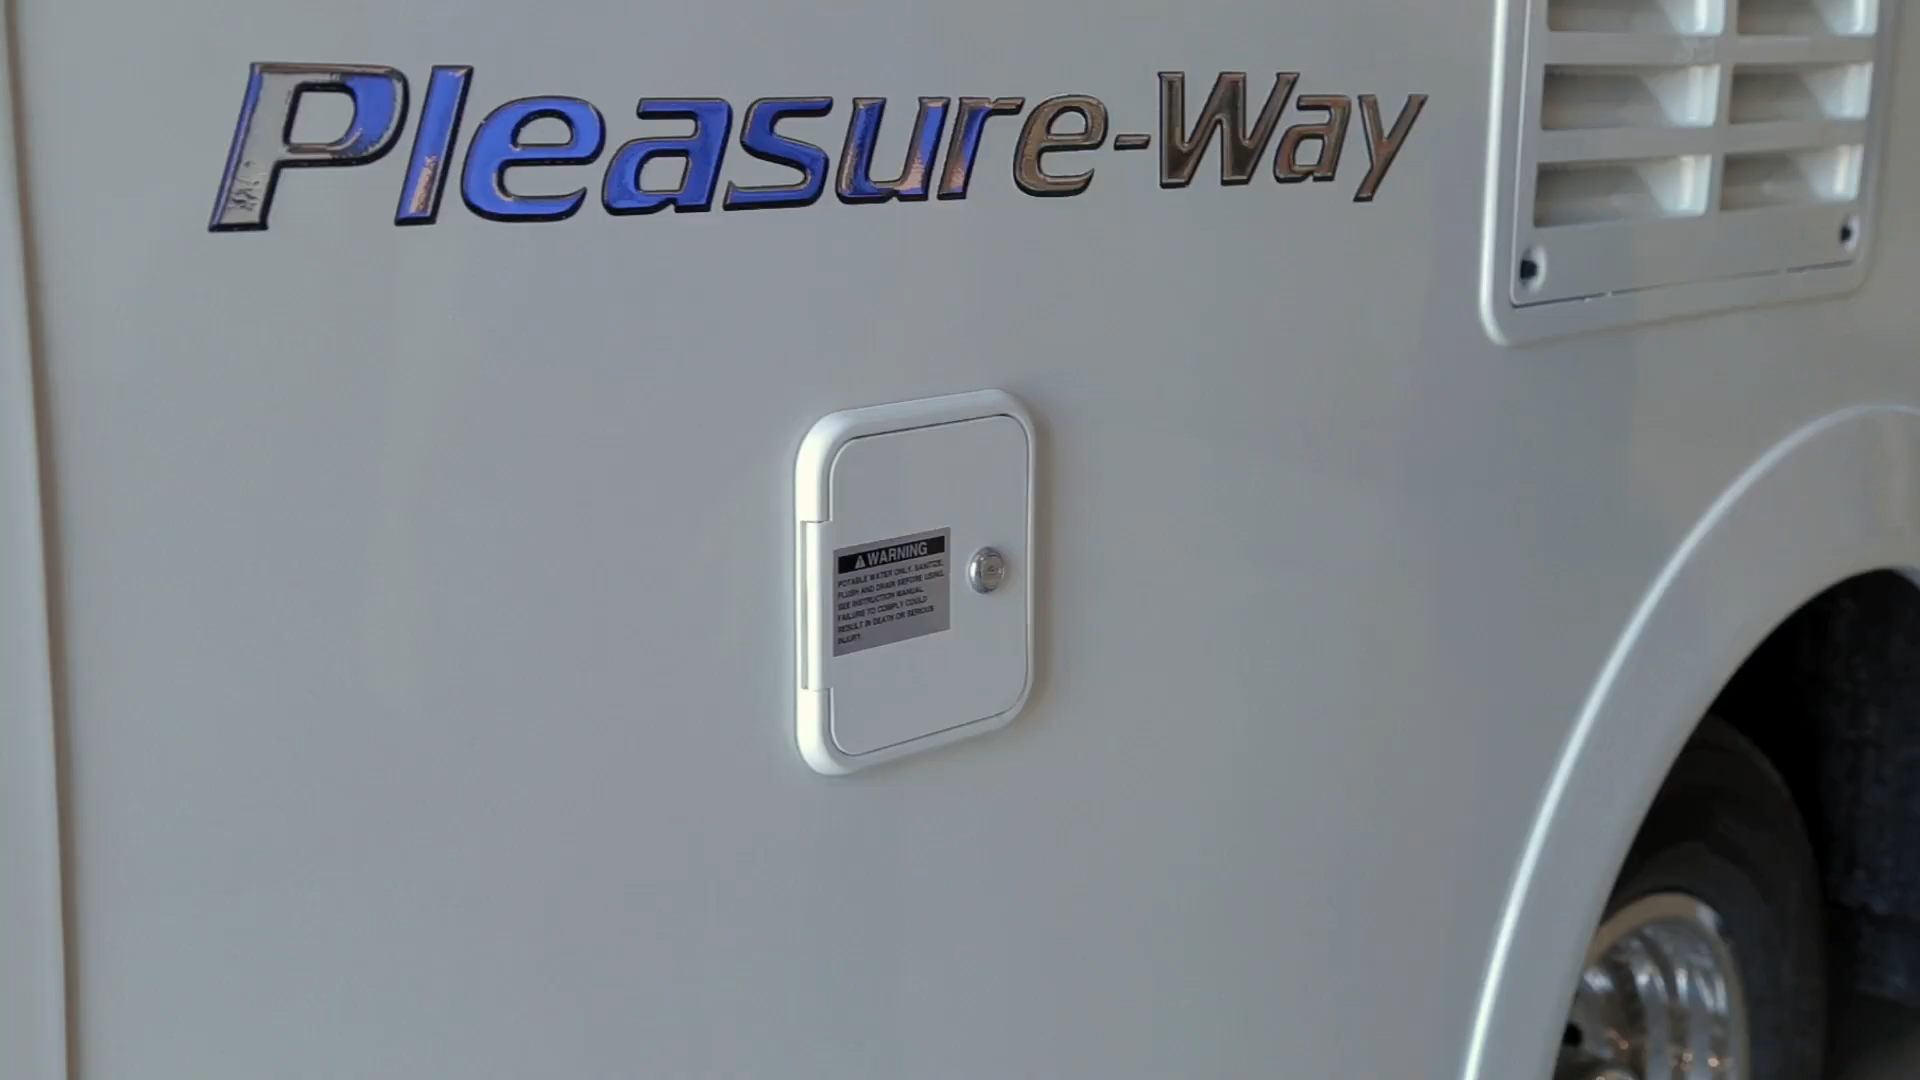 Pleasure-Way
⚠WARNING
POTABLE WATER ONLY. SANITIZE,
FLUSH AND DRAIN BEFORE USING.
SEE INSTRUCTION MANUAL.
FAILURE TO COMPLY COULD
RESULT IN DEATH OR SERIOUS
INJURY.